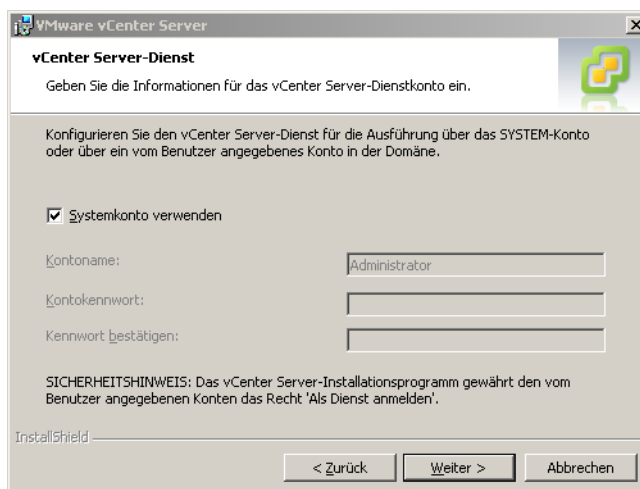 VMware vCenter Server
vCenter Server-Dienst
Geben Sie die Informationen für das vCenter Server-Dienstkonto ein.
Konfigurieren Sie den vCenter Server-Dienst für die Ausführung über das SYSTEM-Konto
oder über ein vom Benutzer angegebenes Konto in der Domäne.
Systemkonto verwenden
Kontoname:
Administrator
Kontokennwort:
Kennwort bestätigen:
SICHERHEITSHINWEIS: Das vCenter Server-Installationsprogramm gewährt den vom
Benutzer angegebenen Konten das Recht 'Als Dienst anmelden'.
InstallShield
< Zurück Weiter > Abbrechen